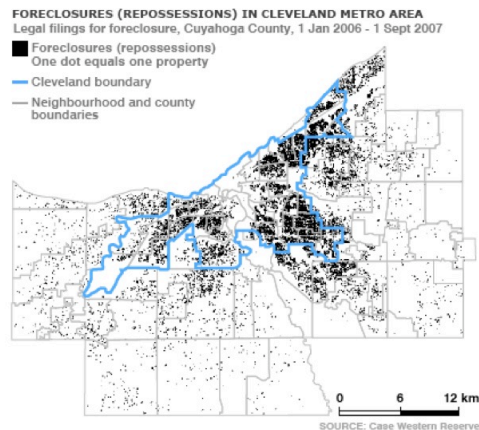 FORECLOSURES (REPOSSESSIONS) IN CLEVELAND METRO AREA
Legal filings for foreclosure, Cuyahoga County, 1 Jan 2006 - 1 Sept 2007
Foreclosures (repossessions)
One dot equals one property
Cleveland boundary
Neighbourhood and county
boundaries
0 6 12 km
SOURCE: Case Western Reserve